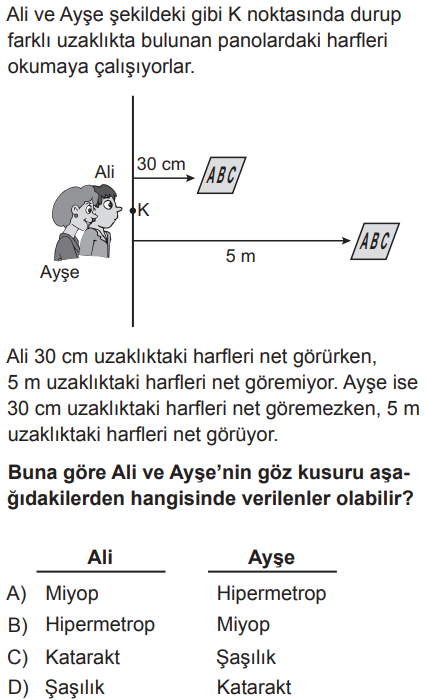 Ali ve Ayşe şekildeki gibi K noktasında durup
farklı uzaklıkta bulunan panolardaki harfleri
okumaya çalışıyorlar.
Ali
30 cm
ABC
K
ABC
5 m
Ayşe
Ali 30 cm uzaklıktaki harfleri net görürken,
5 m uzaklıktaki harfleri net göremiyor. Ayşe ise
30 cm uzaklıktaki harfleri net göremezken, 5 m
uzaklıktaki harfleri net görüyor.
Buna göre Ali ve Ayşe’nin göz kusuru aşa-
ğıdakilerden hangisinde verilenler olabilir?
Ali Ayşe
A) Miyop Hipermetrop
B) Hipermetrop Miyop
C) Katarakt Şaşılık
D) Şaşılık Katarakt